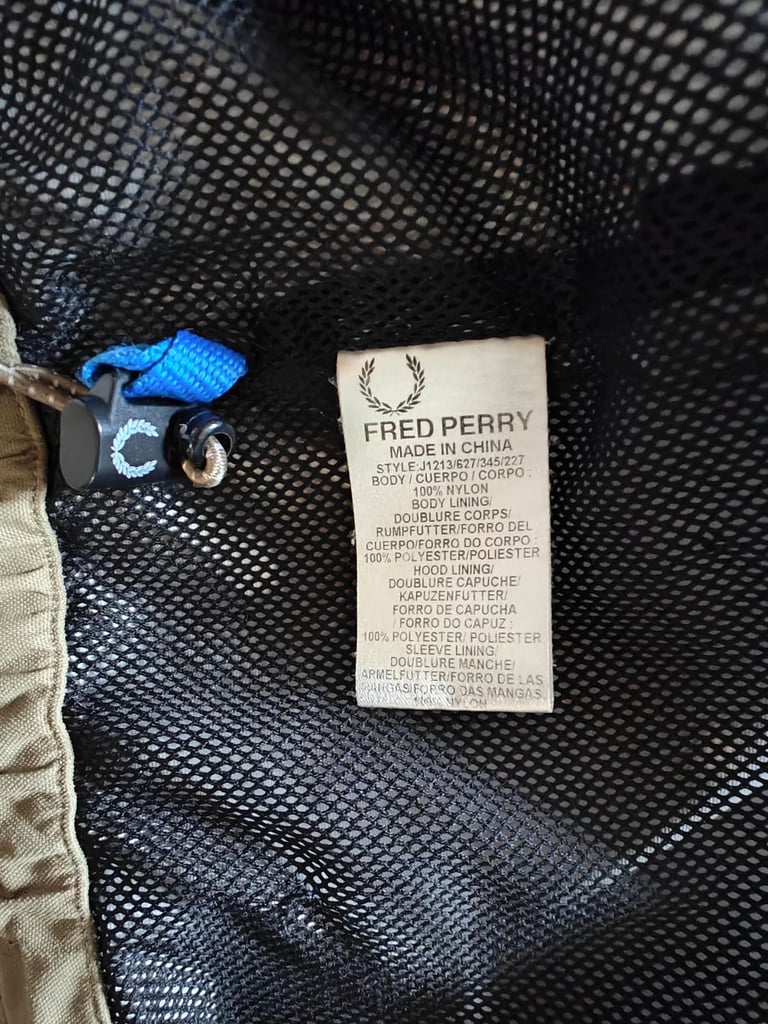 FRED PERRY
MADE IN CHINA
STYLE:J1213/627/345/227
BODY / CUERPO / CORPO :
100% NYLON
BODY LINING/
DOUBLURE CORPS/
RUMPFUTTER/FORRO DEL
CUERPO/FORRO DO CORPO :
100% POLYESTER/POLIESTER
HOOD LINING/
DOUBLURE CAPUCHE/
KAPUZENFUTTER/
FORRO DE CAPUCHA
/ FORRO DO CAPUZ :
100% POLYESTER/ POLIESTER
SLEEVE LINING/
DOUBLURE MANCHE/
ARMELFUTTER/FORRO DE LAS
MANGAS/FORRO DAS MANGAS
100% NYLON